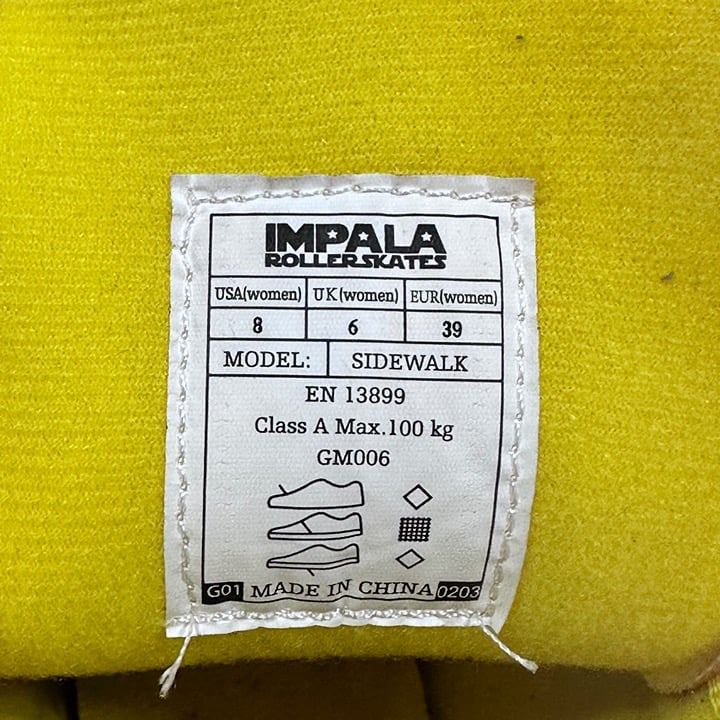 IMPALA
ROLLERSKATES
USA(women) UK(women) EUR(women)
8 6 39
MODEL: SIDEWALK
EN 13899
Class A Max.100 kg
GM006
G01 MADE IN CHINA 0203